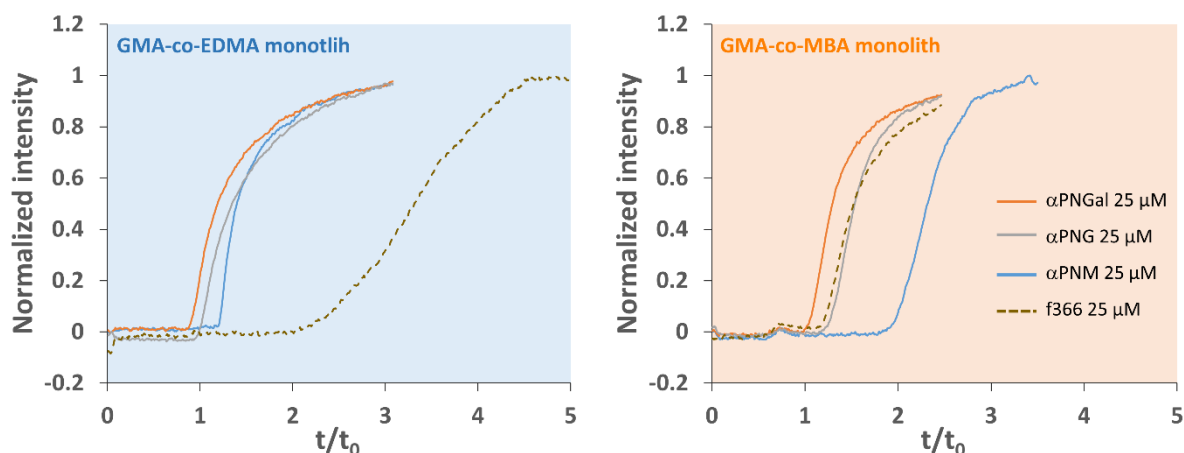 GMA-co-EDMA monotlih
Normalized intensity
1.2
1
0.8
0.6
0.4
0.2
0
-0.2
0
1
2
3
4
5
t/t0
GMA-co-MBA monolith
Normalized intensity
1.2
1
0.8
0.6
0.4
0.2
0
-0.2
0
1
2
3
4
5
t/t0
αPNGal 25 µM
αPNG 25 µM
αPNM 25 µM
f366 25 µM